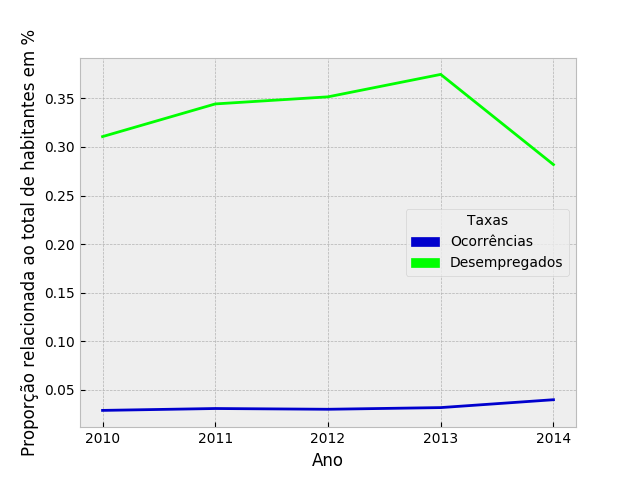 Proporção relacionada ao total de habitantes em %
0.35
0.30
0.25
0.20
0.15
0.10
0.05
Taxas
Ocorrências
Desempregados
2010 2011 2012 2013 2014
Ano